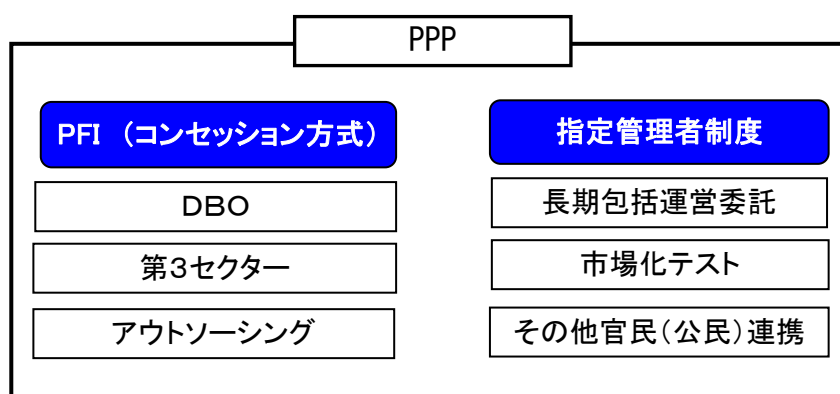 PPP
PFI （コンセッション方式）
DBO
第３セクター
アウトソーシング
指定管理者制度
長期包括運営委託
市場化テスト
その他官民（公民）連携